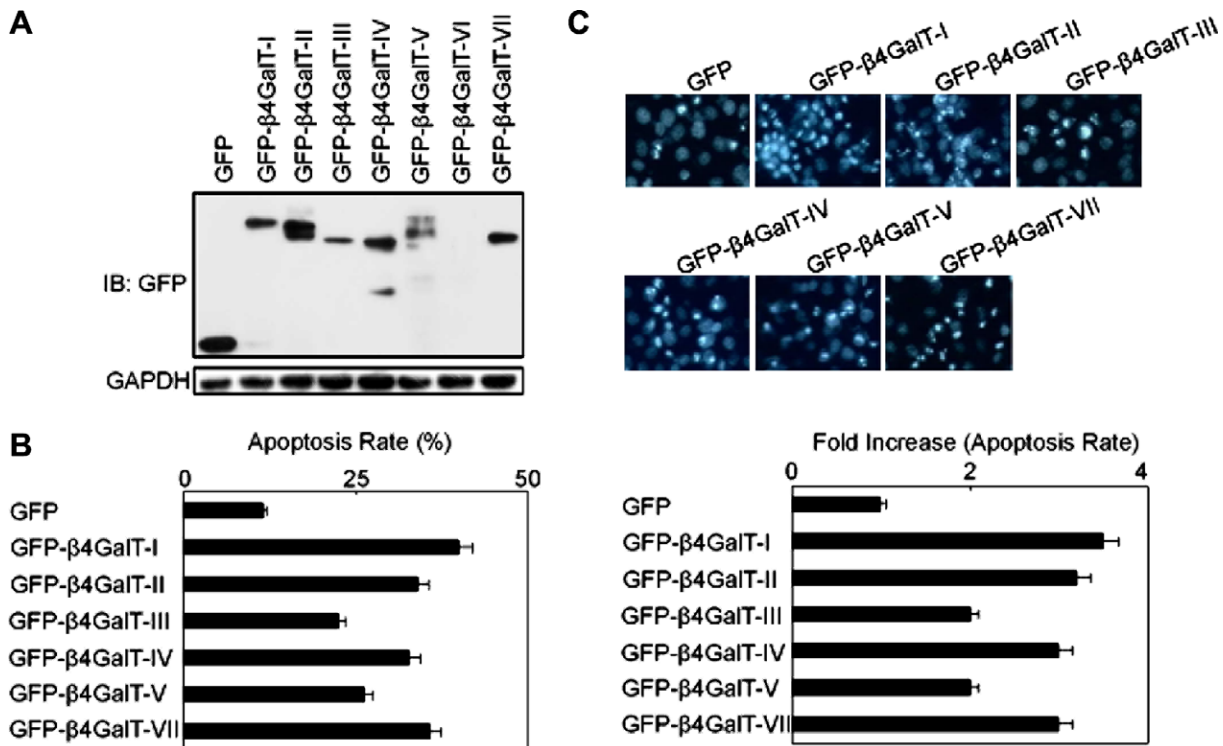 A
GFP
GFP-β4GalT-I
GFP-β4GalT-II
GFP-β4GalT-III
GFP-β4GalT-IV
GFP-β4GalT-V
GFP-β4GalT-VI
GFP-β4GalT-VII
IB: GFP
GAPDH
B
Apoptosis Rate (%)
0 25 50
GFP
GFP-β4GalT-I
GFP-β4GalT-II
GFP-β4GalT-III
GFP-β4GalT-IV
GFP-β4GalT-V
GFP-β4GalT-VII
C
GFP
GFP-β4GalT-I
GFP-β4GalT-II
GFP-β4GalT-III
GFP-β4GalT-IV
GFP-β4GalT-V
GFP-β4GalT-VII
Fold Increase (Apoptosis Rate)
0 2 4
GFP
GFP-β4GalT-I
GFP-β4GalT-II
GFP-β4GalT-III
GFP-β4GalT-IV
GFP-β4GalT-V
GFP-β4GalT-VII